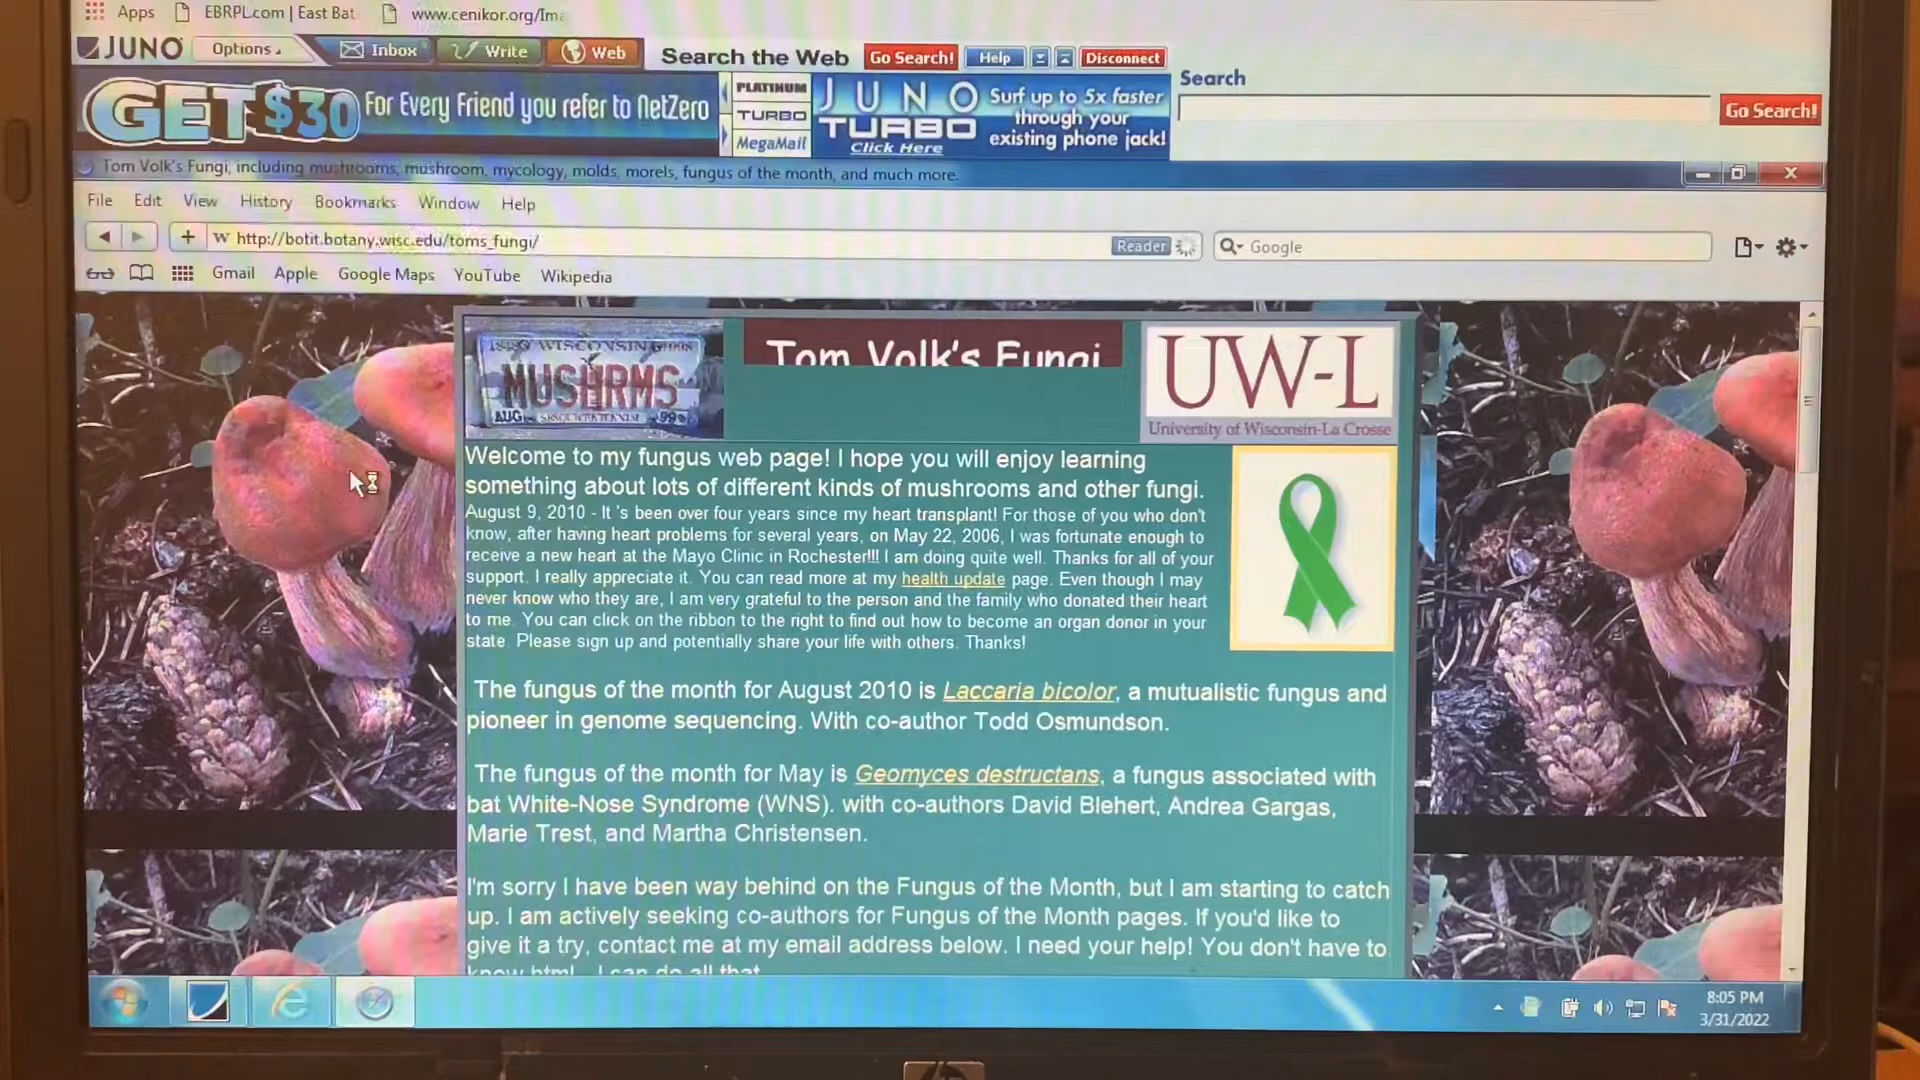 Apps EBRPL.com | East Bat www.cenikor.org/Ima
JUNO Options Inbox Write Web Search the Web Go Search! Help Disconnect
GET $30 For Every Friend you refer to NetZero
PLATINUM
TURBO
MegaMail
JUNO
TURBO
Click Here
Surf up to 5x faster
through your
existing phone jack!
Search
Go Search!
Tom Volk's Fungi, including mushrooms, mushroom, mycology, molds, morels, fungus of the month, and much more.
File Edit View History Bookmarks Window Help
+ W http://botit.botany.wisc.edu/toms_fungi/ Reader Google
Gmail Apple Google Maps YouTube Wikipedia
WISCONSIN 1998
MUSHRMS
AUG SESQUICENTENNIAL 99
Tom Volk's Fungi
UW-L
University of Wisconsin-La Crosse
Welcome to my fungus web page! I hope you will enjoy learning
something about lots of different kinds of mushrooms and other fungi.
August 9, 2010 - It 's been over four years since my heart transplant! For those of you who don't
know, after having heart problems for several years, on May 22, 2006, I was fortunate enough to
receive a new heart at the Mayo Clinic in Rochester!!! I am doing quite well. Thanks for all of your
support. I really appreciate it. You can read more at my health update page. Even though I may
never know who they are, I am very grateful to the person and the family who donated their heart
to me. You can click on the ribbon to the right to find out how to become an organ donor in your
state. Please sign up and potentially share your life with others. Thanks!
The fungus of the month for August 2010 is Laccaria bicolor, a mutualistic fungus and
pioneer in genome sequencing. With co-author Todd Osmundson.
The fungus of the month for May is Geomyces destructans, a fungus associated with
bat White-Nose Syndrome (WNS). with co-authors David Blehert, Andrea Gargas,
Marie Trest, and Martha Christensen.
I'm sorry I have been way behind on the Fungus of the Month, but I am starting to catch
up. I am actively seeking co-authors for Fungus of the Month pages. If you'd like to
give it a try, contact me at my email address below. I need your help! You don't have to
know html - I can do all that
8:05 PM
3/31/2022
hp